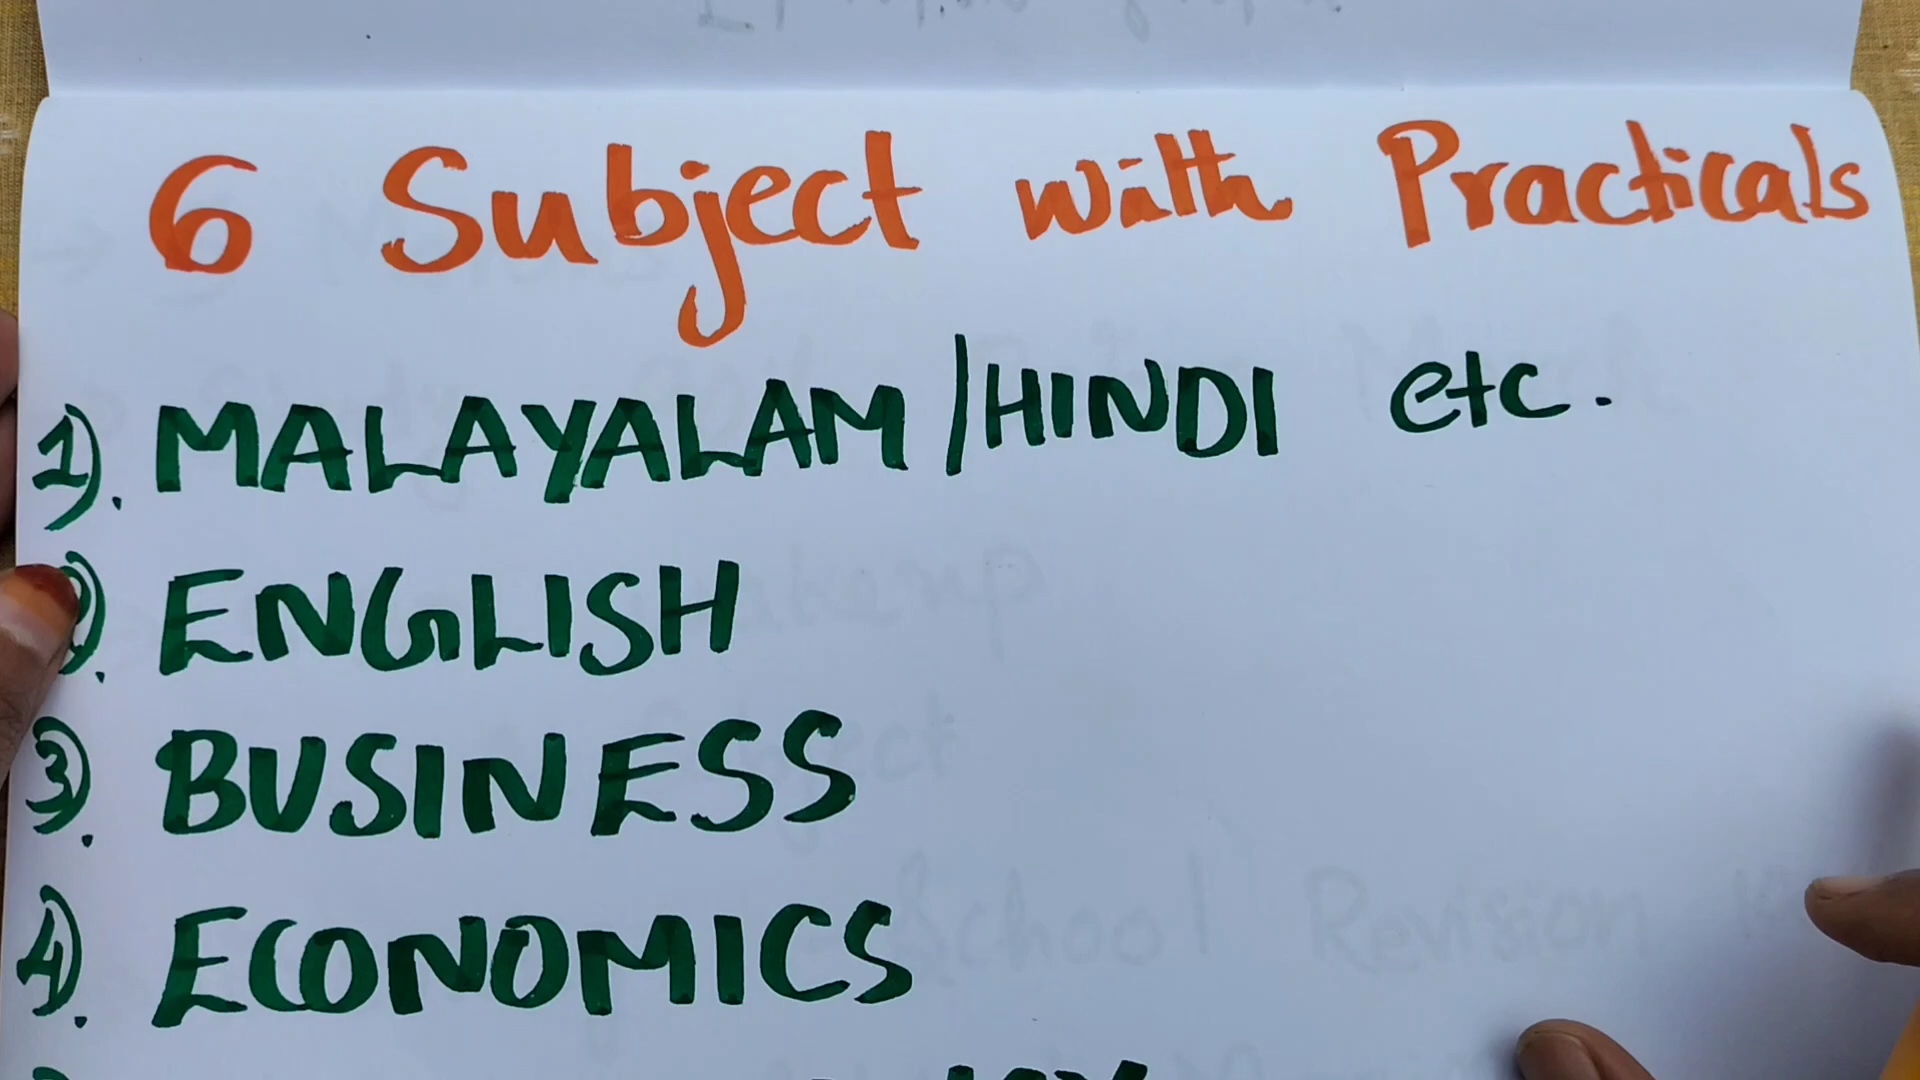 6 Subject with Practicals
1). MALAYALAM/HINDI etc.
2). ENGLISH
3). BUSINESS
4). ECONOMICS